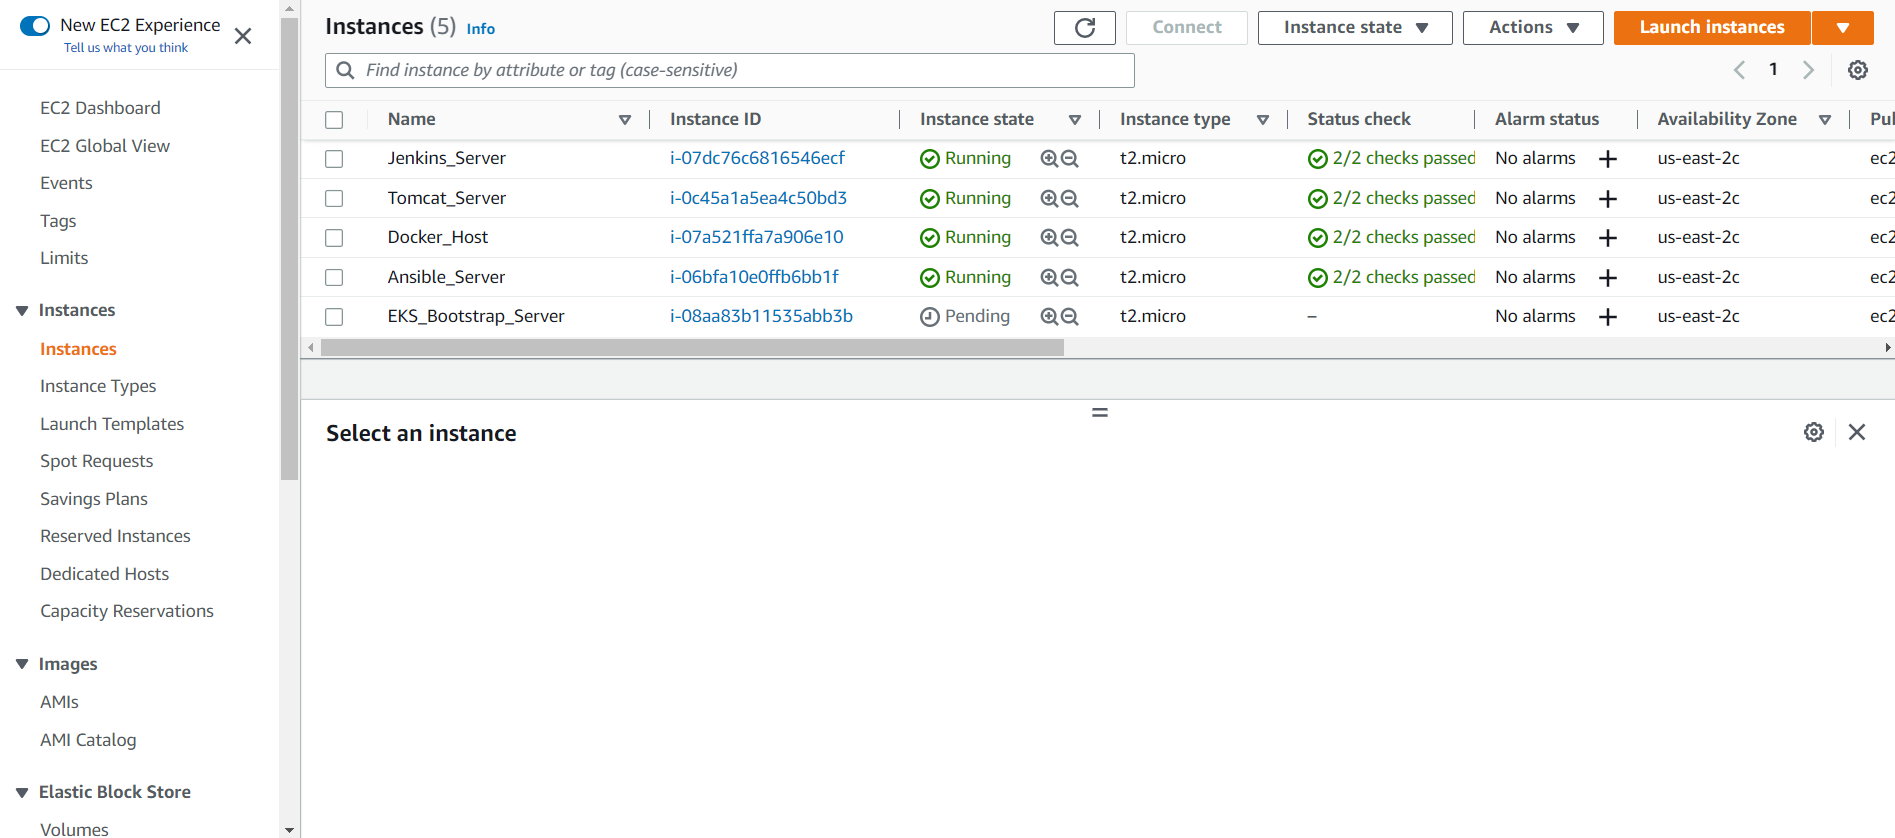 New EC2 Experience
Tell us what you think
EC2 Dashboard
EC2 Global View
Events
Tags
Limits
Instances
Instances
Instance Types
Launch Templates
Spot Requests
Savings Plans
Reserved Instances
Dedicated Hosts
Capacity Reservations
Images
AMIs
AMI Catalog
Elastic Block Store
Volumes
Instances (5) Info
Connect Instance state Actions Launch instances
Find instance by attribute or tag (case-sensitive)
1
Name Instance ID Instance state Instance type Status check Alarm status Availability Zone Pul
Jenkins_Server i-07dc76c6816546ecf Running t2.micro 2/2 checks passed No alarms + us-east-2c ec2
Tomcat_Server i-0c45a1a5ea4c50bd3 Running t2.micro 2/2 checks passed No alarms + us-east-2c ec2
Docker_Host i-07a521ffa7a906e10 Running t2.micro 2/2 checks passed No alarms + us-east-2c ec2
Ansible_Server i-06bfa10e0ffb6bb1f Running t2.micro 2/2 checks passed No alarms + us-east-2c ec2
EKS_Bootstrap_Server i-08aa83b11535abb3b Pending t2.micro – No alarms + us-east-2c ec2
Select an instance